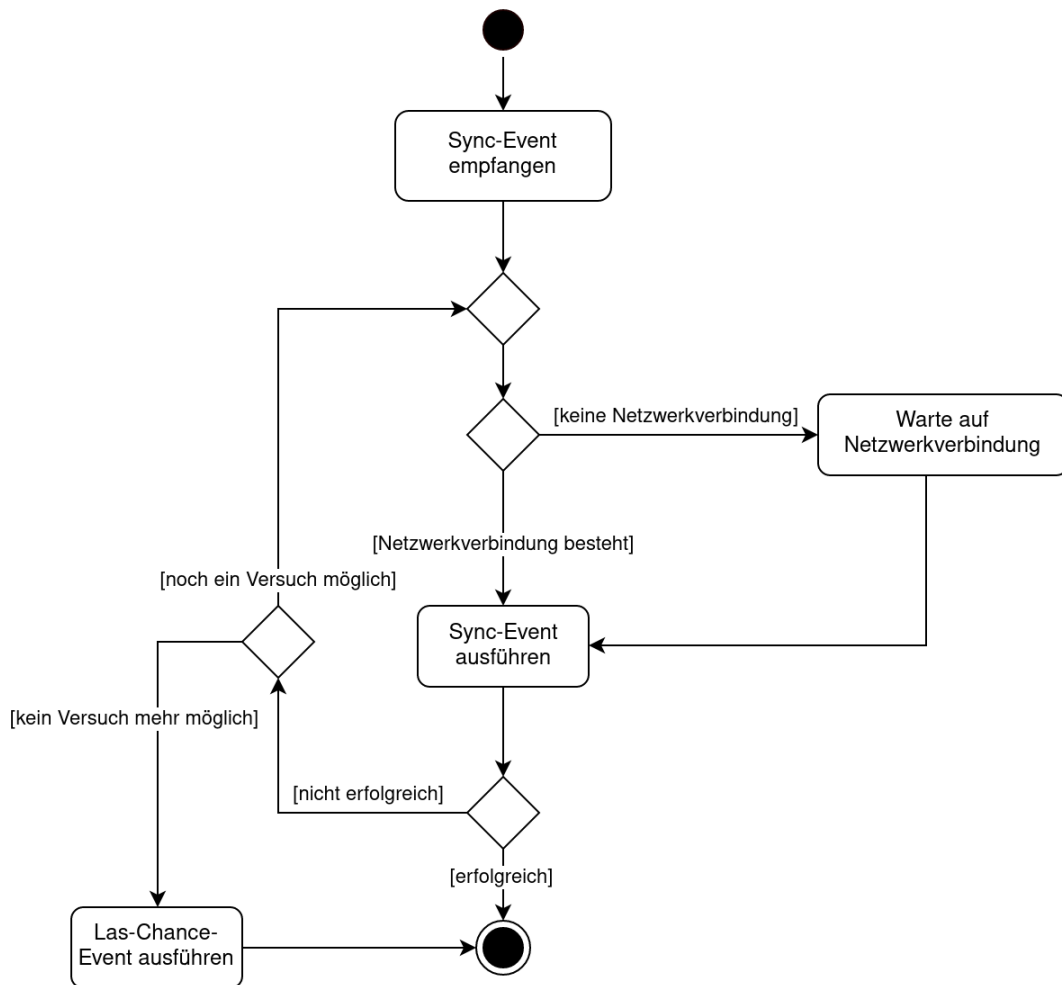 Sync-Event
empfangen
[keine Netzwerkverbindung]
Warte auf
Netzwerkverbindung
[Netzwerkverbindung besteht]
[noch ein Versuch möglich]
Sync-Event
ausführen
[kein Versuch mehr möglich]
[nicht erfolgreich]
[erfolgreich]
Las-Chance-
Event ausführen